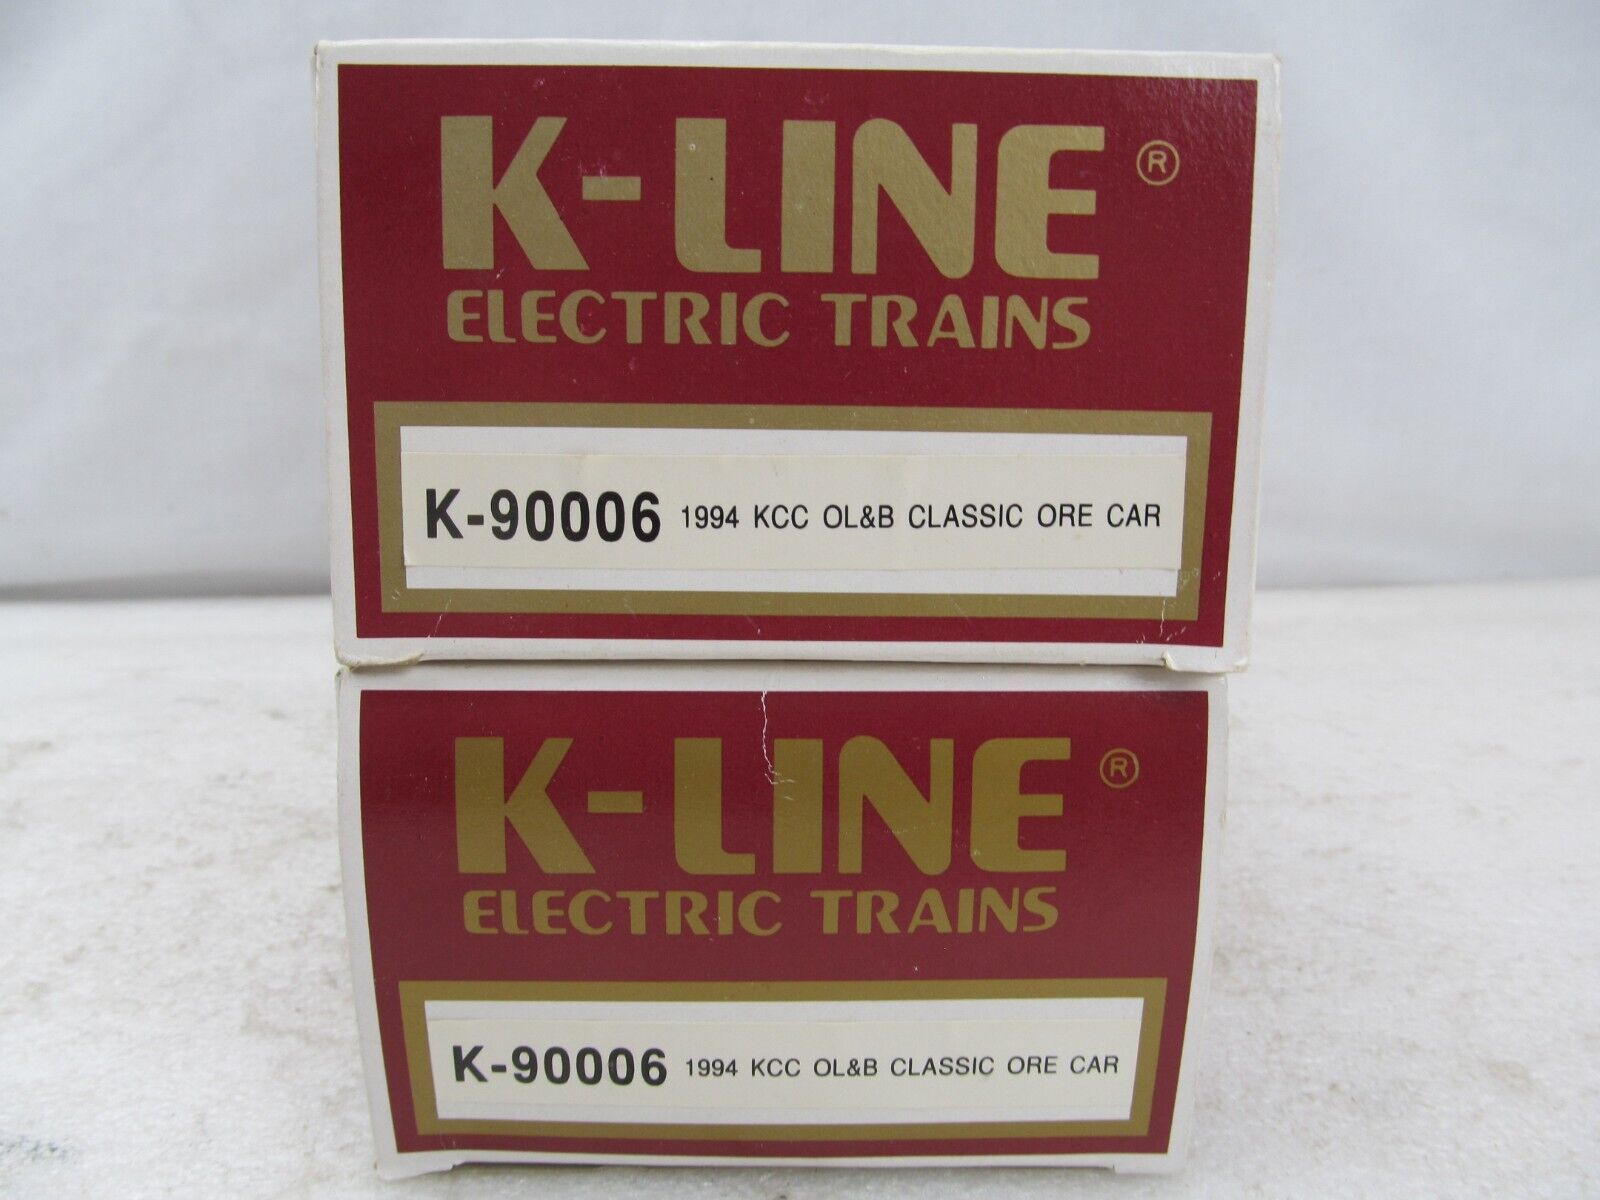 K-LINE ®
ELECTRIC TRAINS
K-90006 1994 KCC OL&B CLASSIC ORE CAR
K-LINE ®
ELECTRIC TRAINS
K-90006 1994 KCC OL&B CLASSIC ORE CAR